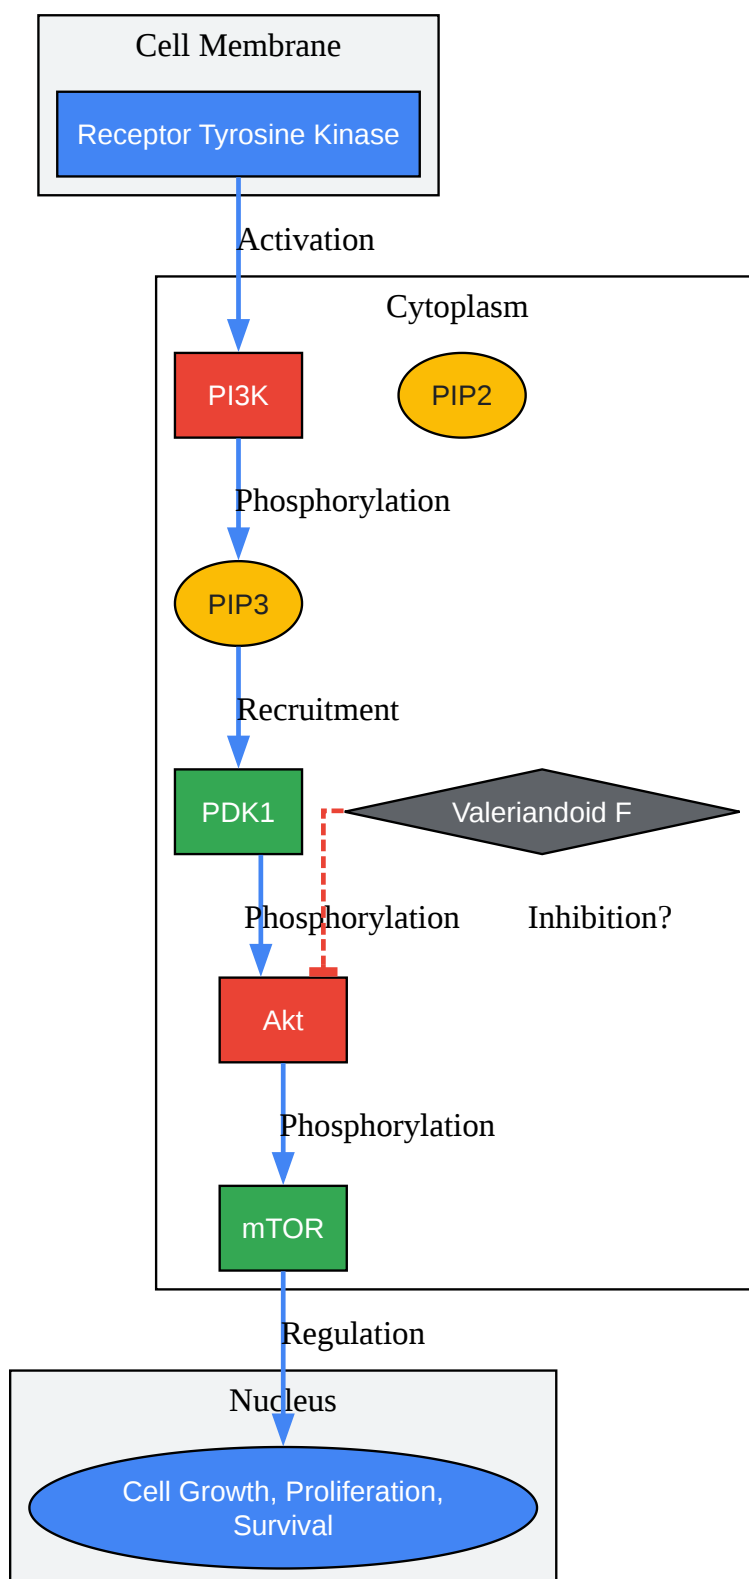 Cell Membrane
Receptor Tyrosine Kinase
Activation
Cytoplasm
PI3K
PIP2
Phosphorylation
PIP3
Recruitment
PDK1
Valeriandoid F
Phosphorylation
Inhibition?
Akt
Phosphorylation
mTOR
Regulation
Nucleus
Cell Growth, Proliferation,
Survival